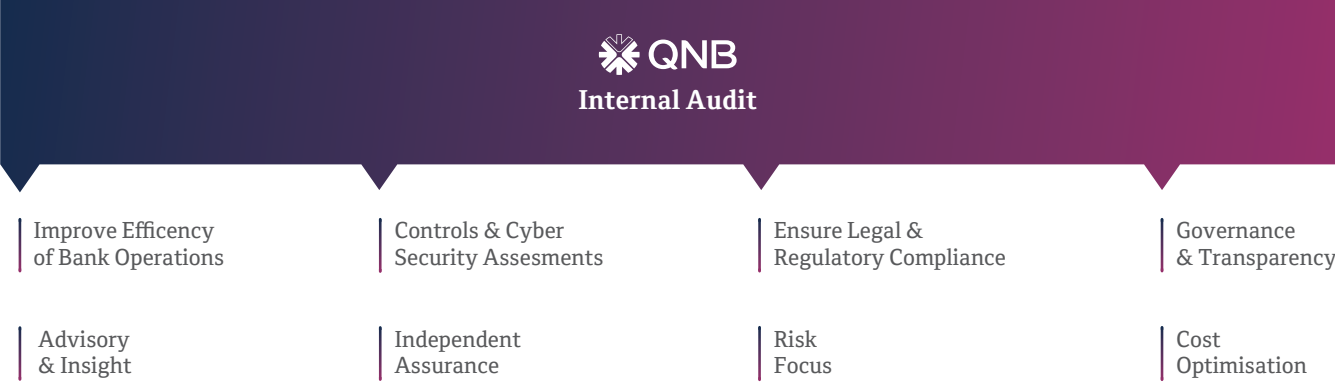 QNB
Internal Audit
Improve Efficency
of Bank Operations
Controls & Cyber
Security Assesments
Ensure Legal &
Regulatory Compliance
Governance
& Transparency
Advisory
& Insight
Independent
Assurance
Risk
Focus
Cost
Optimisation